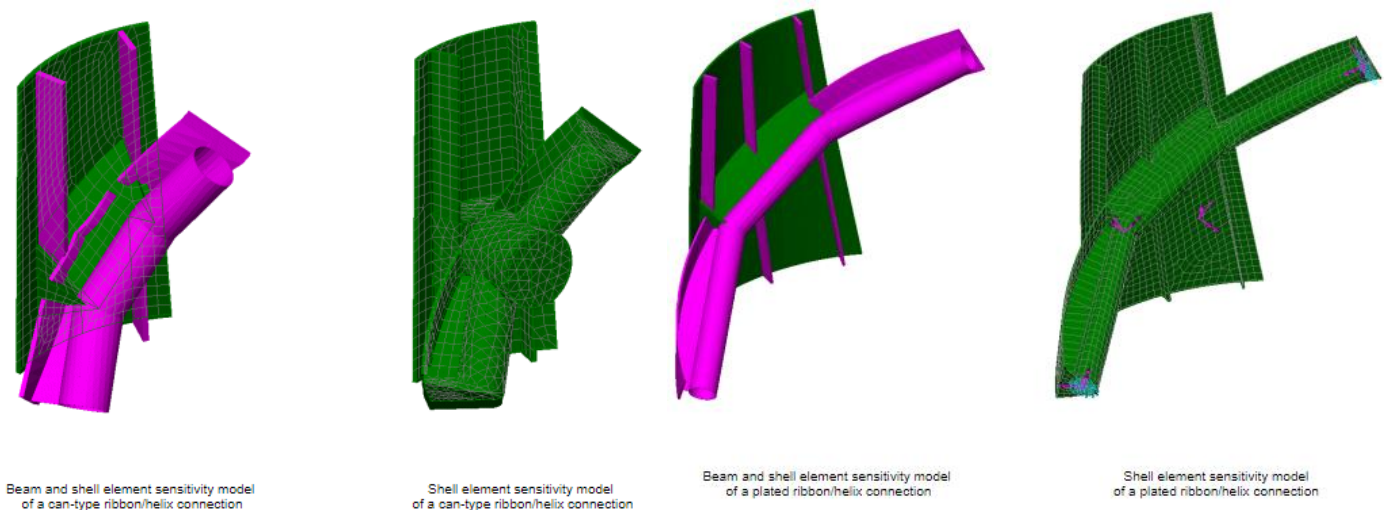 Beam and shell element sensitivity model
of a can-type ribbon/helix connection
Shell element sensitivity model
of a can-type ribbon/helix connection
Beam and shell element sensitivity model
of a plated ribbon/helix connection
Shell element sensitivity model
of a plated ribbon/helix connection